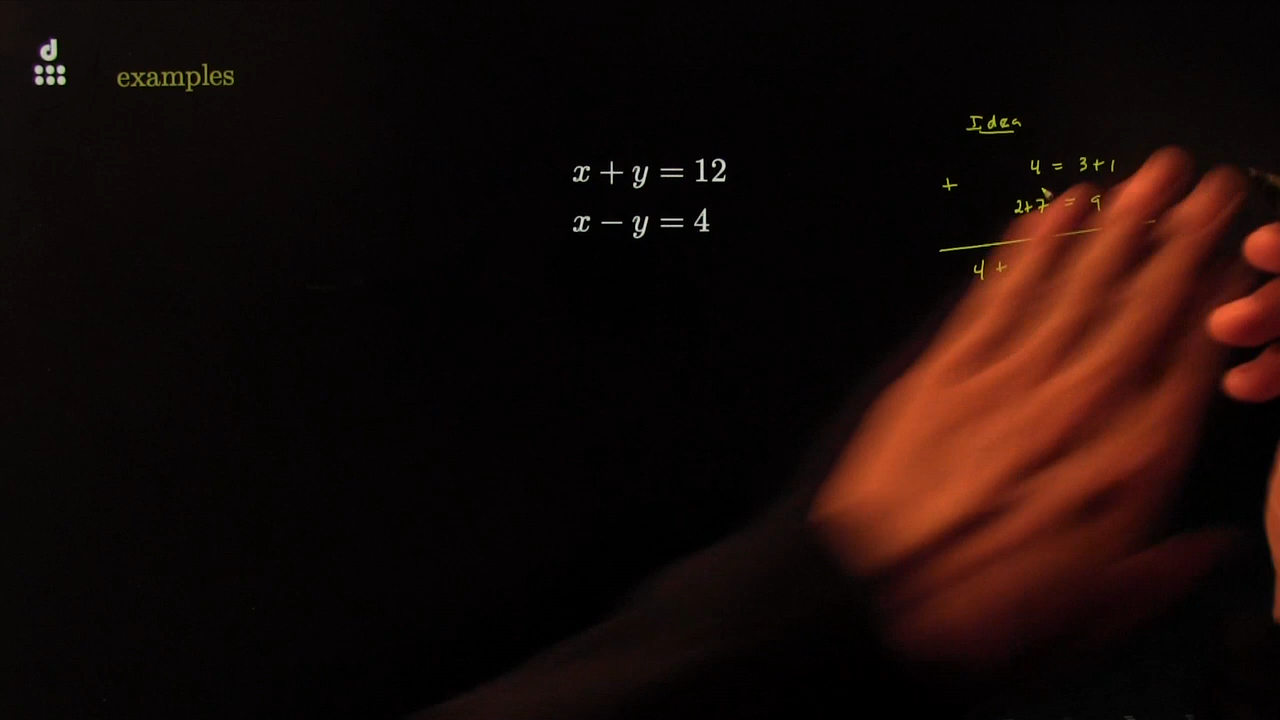 d
examples
x + y = 12
x − y = 4
Idea
4 = 3+1
+
2+7 = 9
4 +